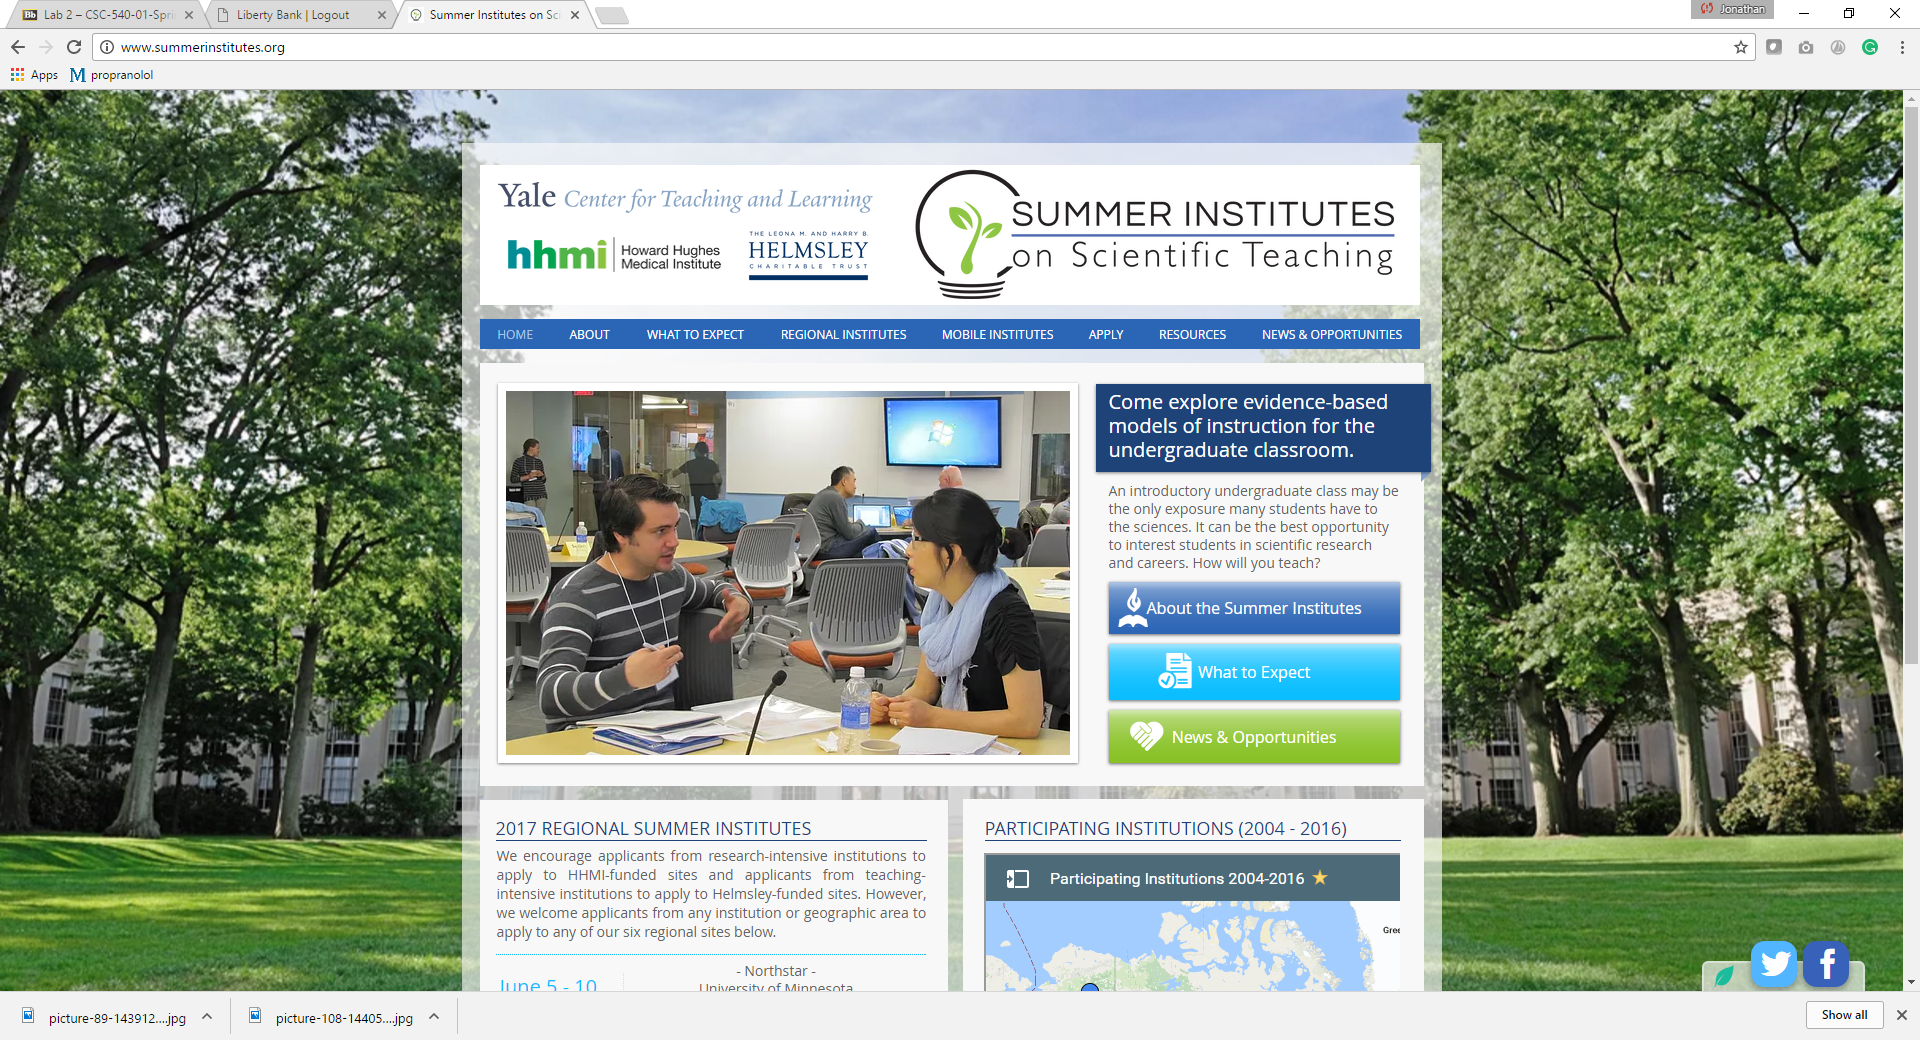 Lab 2 – CSC-540-01-Spri
Liberty Bank | Logout
Summer Institutes on Sci
Jonathan
www.summerinstitutes.org
Apps
propranolol
Yale Center for Teaching and Learning
hhmi
Howard Hughes
Medical Institute
THE LEONA M. AND HARRY B.
HELMSLEY
CHARITABLE TRUST
SUMMER INSTITUTES
on Scientific Teaching
HOME
ABOUT
WHAT TO EXPECT
REGIONAL INSTITUTES
MOBILE INSTITUTES
APPLY
RESOURCES
NEWS & OPPORTUNITIES
Come explore evidence-based
models of instruction for the
undergraduate classroom.
An introductory undergraduate class may be
the only exposure many students have to
the sciences. It can be the best opportunity
to interest students in scientific research
and careers. How will you teach?
About the Summer Institutes
What to Expect
News & Opportunities
2017 REGIONAL SUMMER INSTITUTES
We encourage applicants from research-intensive institutions to
apply to HHMI-funded sites and applicants from teaching-
intensive institutions to apply to Helmsley-funded sites. However,
we welcome applicants from any institution or geographic area to
apply to any of our six regional sites below.
June 5 - 10
- Northstar -
University of Minnesota
PARTICIPATING INSTITUTIONS (2004 - 2016)
Participating Institutions 2004-2016
Gree
picture-89-143912....jpg
picture-108-14405....jpg
Show all